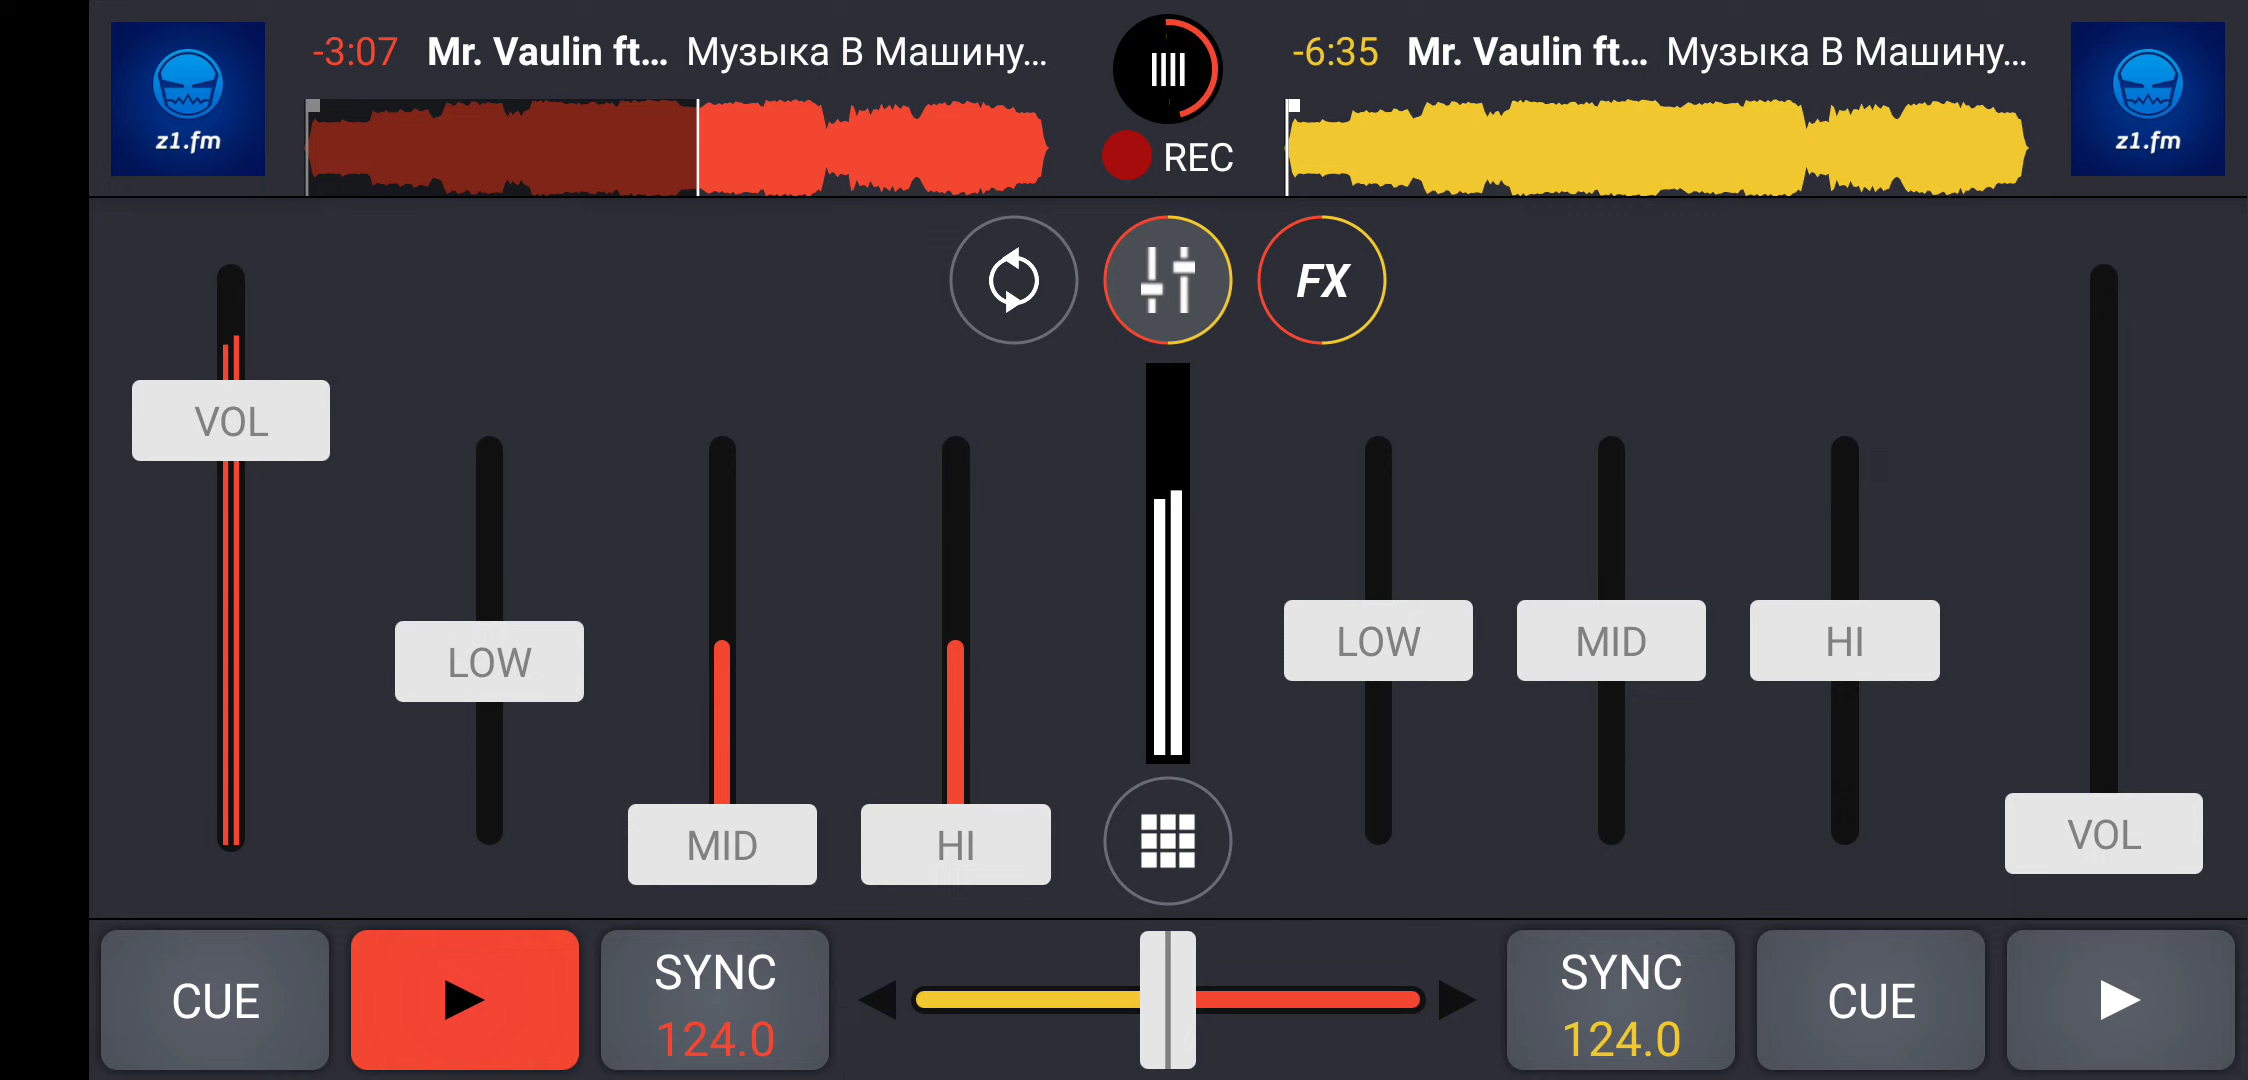 -3:07 Mr. Vaulin ft... Музыка В Машину...
z1.fm
REC
-6:35 Mr. Vaulin ft... Музыка В Машину...
z1.fm
FX
VOL
LOW
MID
HI
LOW
MID
HI
VOL
CUE
SYNC
124.0
SYNC
124.0
CUE